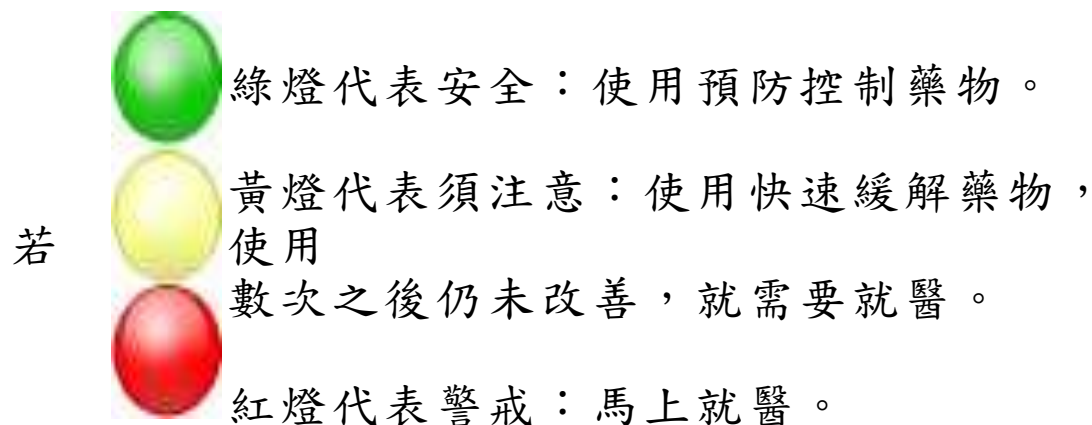 綠燈代表安全：使用預防控制藥物。
黃燈代表須注意：使用快速緩解藥物，
若 使用
數次之後仍未改善，就需要就醫。
紅燈代表警戒：馬上就醫。